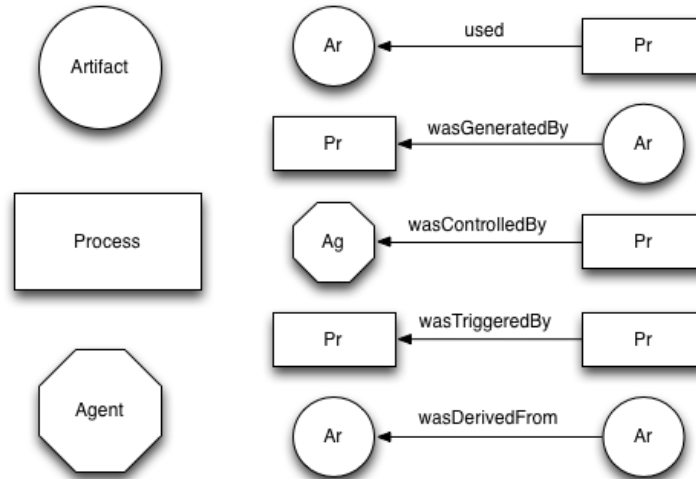 Artifact
Ar used Pr
Pr wasGeneratedBy Ar
Process
Ag wasControlledBy Pr
Pr wasTriggeredBy Pr
Agent
Ar wasDerivedFrom Ar